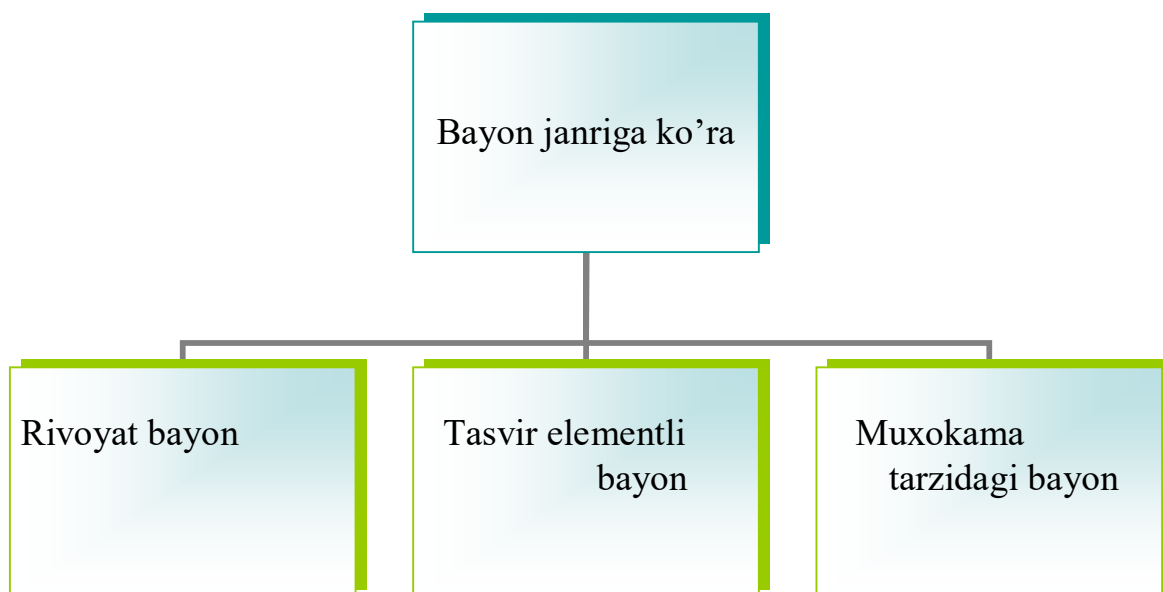 Bayon janriga ko’ra
Rivoyat bayon
Tasvir elementli
bayon
Muxokama
tarzidagi bayon